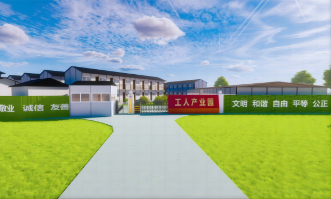 敬业 诚信 友善
工人产业园
文明 和谐 自由 平等 公正